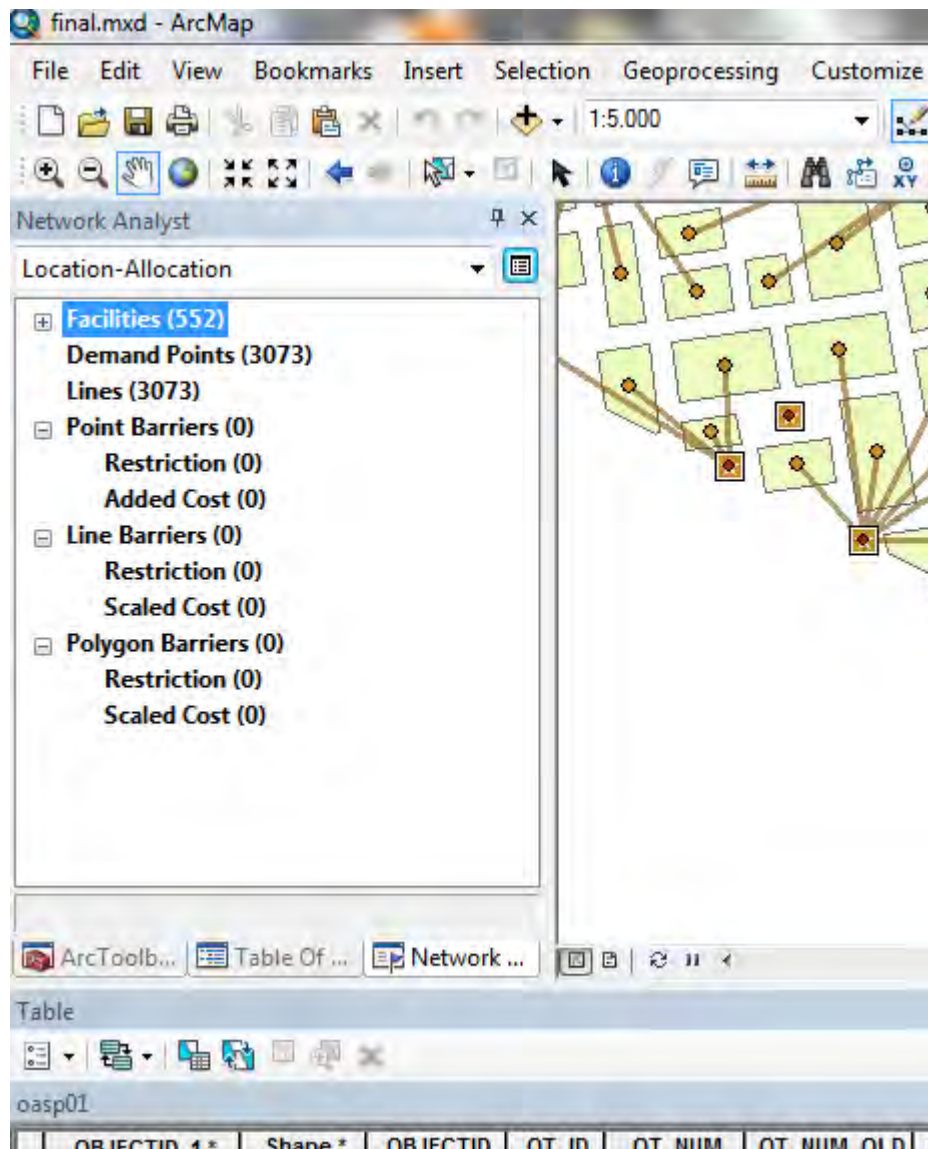 final.mxd - ArcMap
File Edit View Bookmarks Insert Selection Geoprocessing Customize
1:5.000
XY
Network Analyst
Location-Allocation
Facilities (552)
Demand Points (3073)
Lines (3073)
Point Barriers (0)
Restriction (0)
Added Cost (0)
Line Barriers (0)
Restriction (0)
Scaled Cost (0)
Polygon Barriers (0)
Restriction (0)
Scaled Cost (0)
ArcToolb... Table Of ... Network ...
Table
oasp01
OBJECTID_1 * Shape * OBJECTID OT_ID OT_NUM OT_NUM_OLD